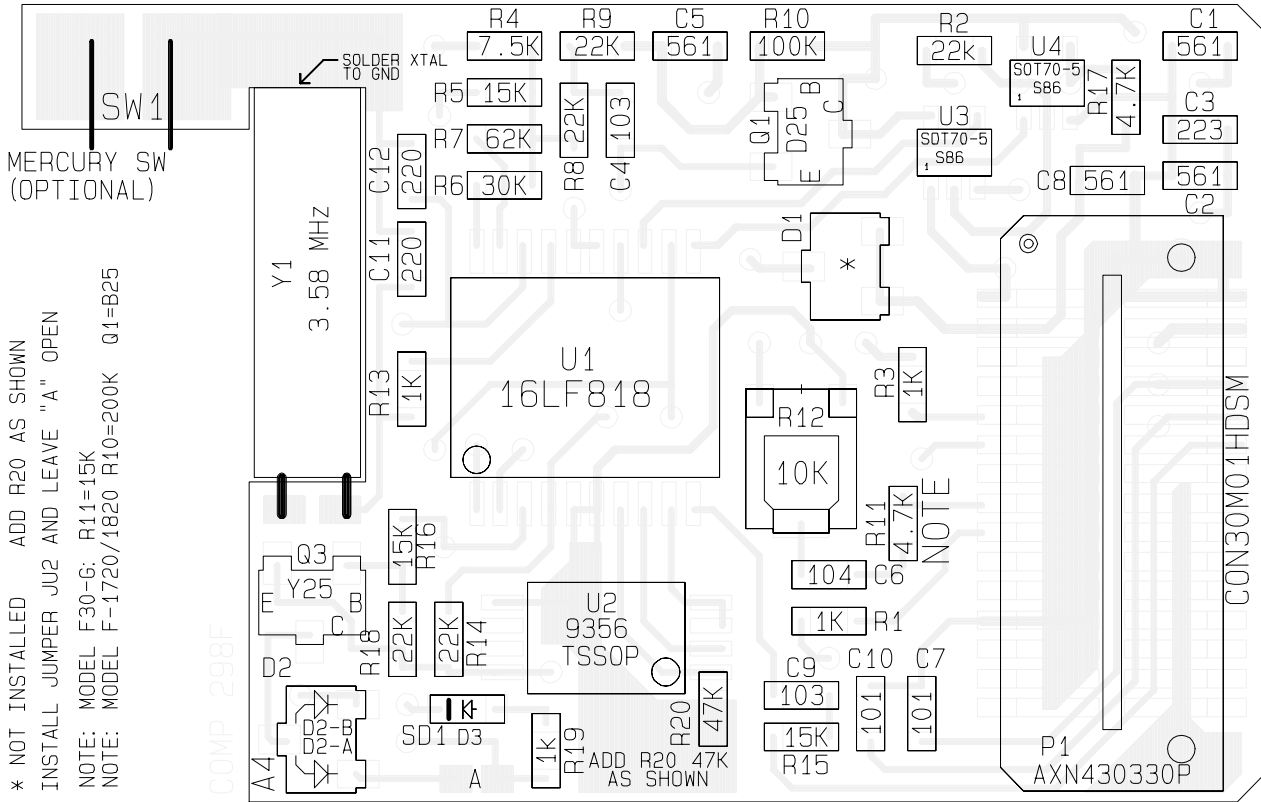 R4
7.5K
R9
22K
C5
561
R10
100K
R2
22k
U4
SOT70-5
S86
1
C1
561
SOLDER XTAL
TO GND
SW1
MERCURY SW
(OPTIONAL)
R5
15K
R7
62K
R6
30K
22K
R8
103
C4
Q1
D25
B
C
E
U3
SOT70-5
S86
1
R17
4.7K
C3
223
C8
561
561
C2
C12
220
C11
220
Y1
3.58 MHz
D1
*
U1
16LF818
R13
1K
R3
1K
R12
10K
R11
4.7K
NOTE
CON30M01HDSM
* NOT INSTALLED ADD R20 AS SHOWN
INSTALL JUMPER JU2 AND LEAVE "A" OPEN
NOTE: MODEL F30-G: R11=15K
NOTE: MODEL F-1720/1820 R10=200K Q1=B25
Q3
Y25
E
B
C
15K
R16
104
C6
1K
R1
U2
9356
TSSOP
R18
22K
22K
R14
D2
D2-B
D2-A
A4
SD1
D3
1k
R19
A
R20
47K
ADD R20 47K
AS SHOWN
C9
103
15K
R15
C10
101
C7
101
P1
AXN430330P
COMP 298F